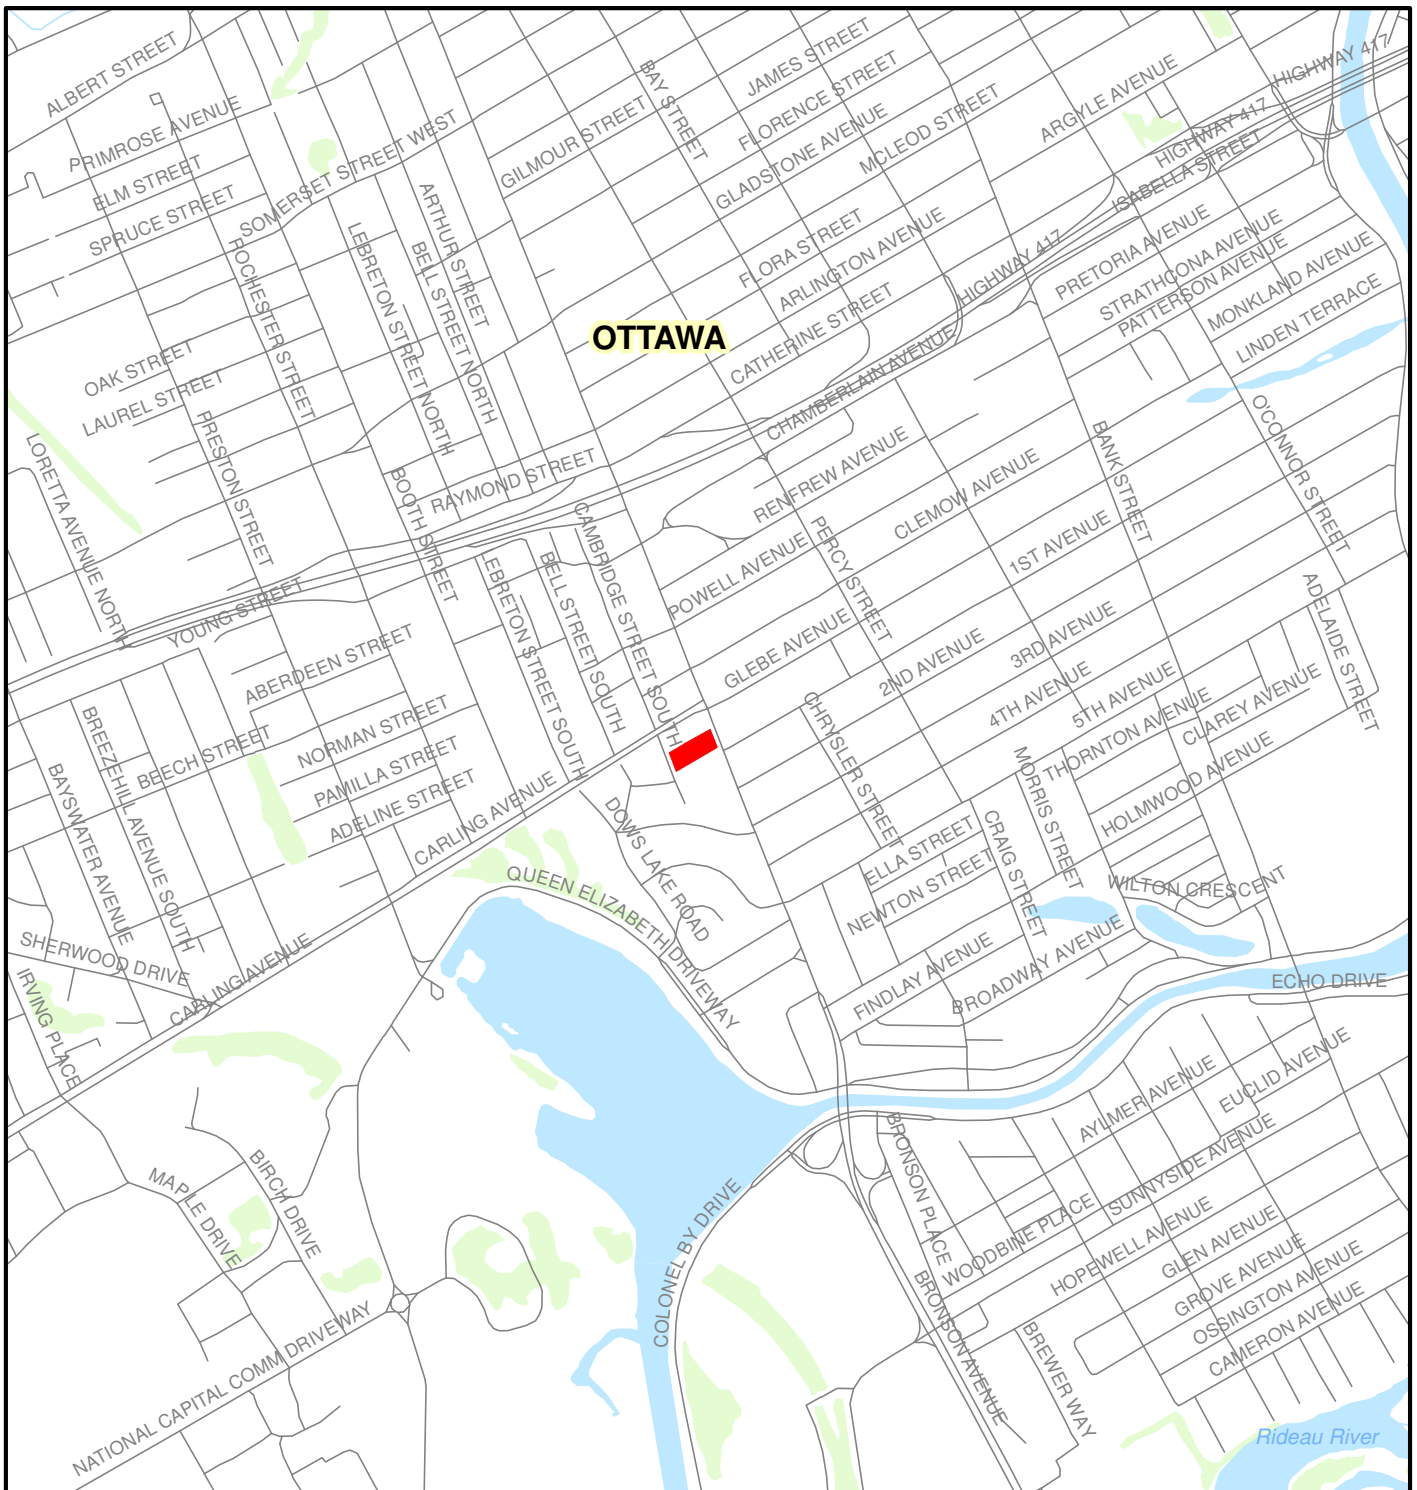 ALBERT STREET
PRIMROSE AVENUE
ELM STREET
SPRUCE STREET
SOMERSET STREET WEST
GILMOUR STREET
BAY STREET
JAMES STREET
FLORENCE STREET
GLADSTONE AVENUE
MCLEOD STREET
ARGYLE AVENUE
HIGHWAY 417
HIGHWAY 417
ISABELLA STREET
ARTHUR STREET
LEBRETON STREET NORTH
BELL STREET NORTH
ROCHESTER STREET
FLORA STREET
ARLINGTON AVENUE
CATHERINE STREET
HIGHWAY 417
PRETORIA AVENUE
STRATHCONA AVENUE
PATTERSON AVENUE
MONKLAND AVENUE
LINDEN TERRACE
OTTAWA
OAK STREET
LAUREL STREET
CHAMBERLAIN AVENUE
LORETTA AVENUE NORTH
PRESTON STREET
BOOTH STREET
RAYMOND STREET
RENFREW AVENUE
CLEMOW AVENUE
BANK STREET
O'CONNOR STREET
CAMBRIDGE STREET SOUTH
BELL STREET SOUTH
LEBRETON STREET SOUTH
POWELL AVENUE
PERCY STREET
1ST AVENUE
YOUNG STREET
ABERDEEN STREET
GLEBE AVENUE
2ND AVENUE
3RD AVENUE
4TH AVENUE
5TH AVENUE
ADELAIDE STREET
BREEZEHILL AVENUE SOUTH
BEECH STREET
NORMAN STREET
PAMILLA STREET
ADELINE STREET
BAYSWATER AVENUE
CARLING AVENUE
CHRYSLER STREET
THORNTON AVENUE
CLAREY AVENUE
HOLMWOOD AVENUE
MORRIS STREET
CRAIG STREET
DOWS LAKE ROAD
ELLA STREET
NEWTON STREET
QUEEN ELIZABETH DRIVEWAY
WILTON CRESCENT
SHERWOOD DRIVE
CARLING AVENUE
IRVING PLACE
FINDLAY AVENUE
BROADWAY AVENUE
ECHO DRIVE
AYLMER AVENUE
EUCLID AVENUE
SUNNYSIDE AVENUE
BRONSON PLACE
MAPLE DRIVE
BIRCH DRIVE
COLONEL BY DRIVE
WOODBINE PLACE
HOPEWELL AVENUE
GLEN AVENUE
GROVE AVENUE
OSSINGTON AVENUE
CAMERON AVENUE
BRONSON AVENUE
BREWER WAY
NATIONAL CAPITAL COMM DRIVEWAY
Rideau River